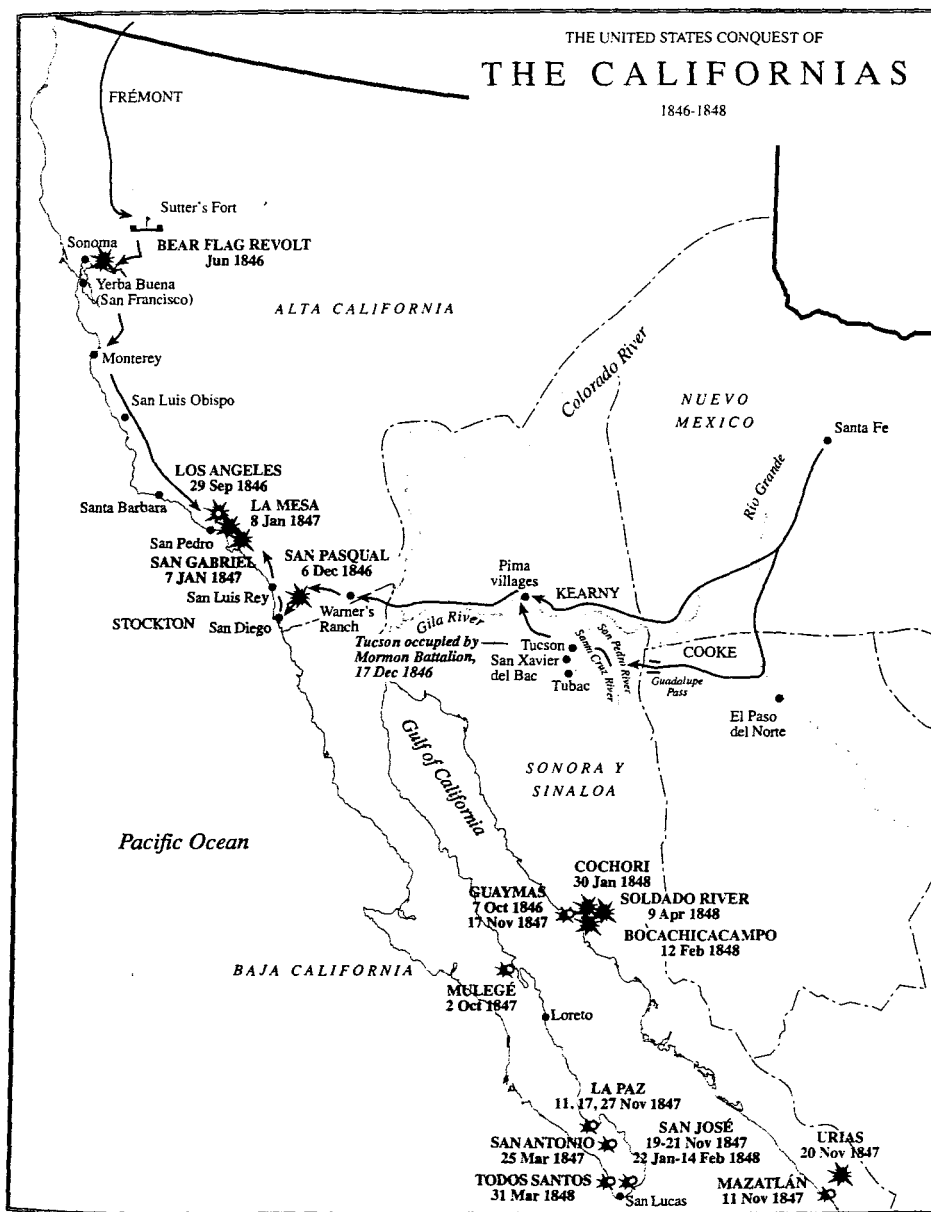 THE UNITED STATES CONQUEST OF
THE CALIFORNIAS
1846-1848
FRÉMONT
Sutter's Fort
Sonoma
BEAR FLAG REVOLT
Jun 1846
Yerba Buena
(San Francisco)
ALTA CALIFORNIA
Monterey
Colorado River
San Luis Obispo
NUEVO
MEXICO
Santa Fe
Rio Grande
LOS ANGELES
29 Sep 1846
Santa Barbara
LA MESA
8 Jan 1847
San Pedro
SAN GABRIEL
7 JAN 1847
SAN PASQUAL
6 Dec 1846
Pima
villages
KEARNY
San Luis Rey
Warner's
Ranch
Gila River
STOCKTON
San Diego
Tucson occupied by
Mormon Battalion,
17 Dec 1846
Tucson
San Xavier
del Bac
Tubac
Santa Cruz River
San Pedro River
COOKE
Guadalupe
Pass
El Paso
del Norte
Gulf of California
SONORA Y
SINALOA
Pacific Ocean
COCHORI
30 Jan 1848
GUAYMAS
7 Oct 1846
17 Nov 1847
SOLDADO RIVER
9 Apr 1848
BOCACHICACAMPO
12 Feb 1848
BAJA CALIFORNIA
MULEGÉ
2 Oct 1847
Loreto
LA PAZ
11, 17, 27 Nov 1847
SAN ANTONIO
25 Mar 1847
SAN JOSÉ
19-21 Nov 1847
22 Jan-14 Feb 1848
URIAS
20 Nov 1847
TODOS SANTOS
31 Mar 1848
San Lucas
MAZATLÁN
11 Nov 1847